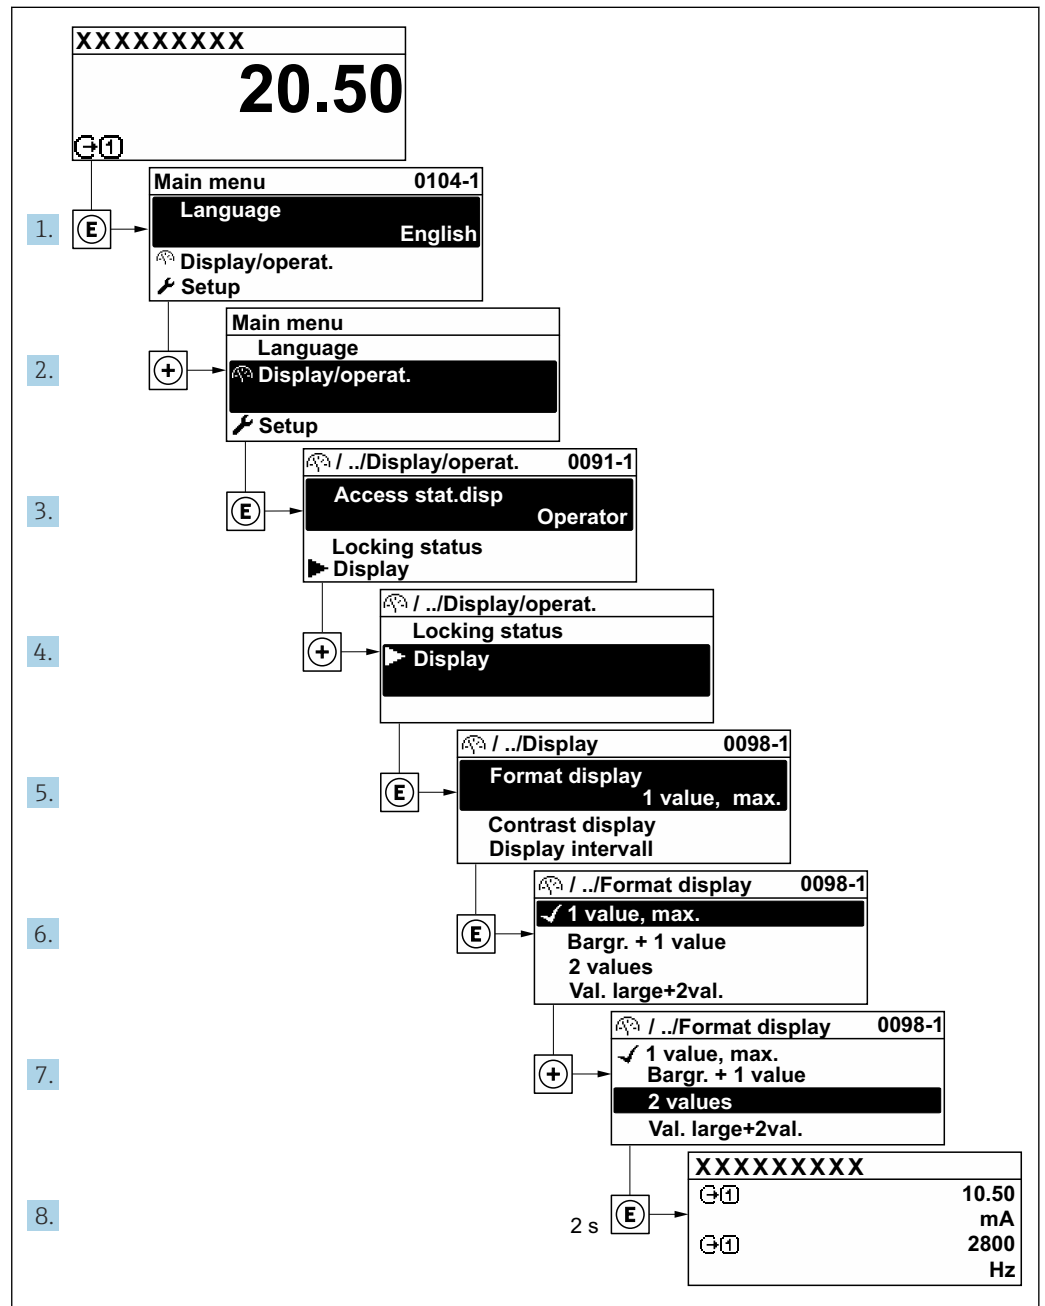 XXXXXXXXX
20.50
1
Main menu 0104-1
Language
English
Display/operat.
Setup
1. E
Main menu
Language
Display/operat.
Setup
2. +
/ ../Display/operat. 0091-1
Access stat.disp
Operator
Locking status
Display
3. E
/ ../Display/operat.
Locking status
Display
4. +
/ ../Display 0098-1
Format display
1 value, max.
Contrast display
Display intervall
5. E
/ ../Format display 0098-1
1 value, max.
Bargr. + 1 value
2 values
Val. large+2val.
6. E
/ ../Format display 0098-1
1 value, max.
Bargr. + 1 value
2 values
Val. large+2val.
7. +
XXXXXXXXX
1 10.50
mA
1 2800
Hz
8. 2 s E